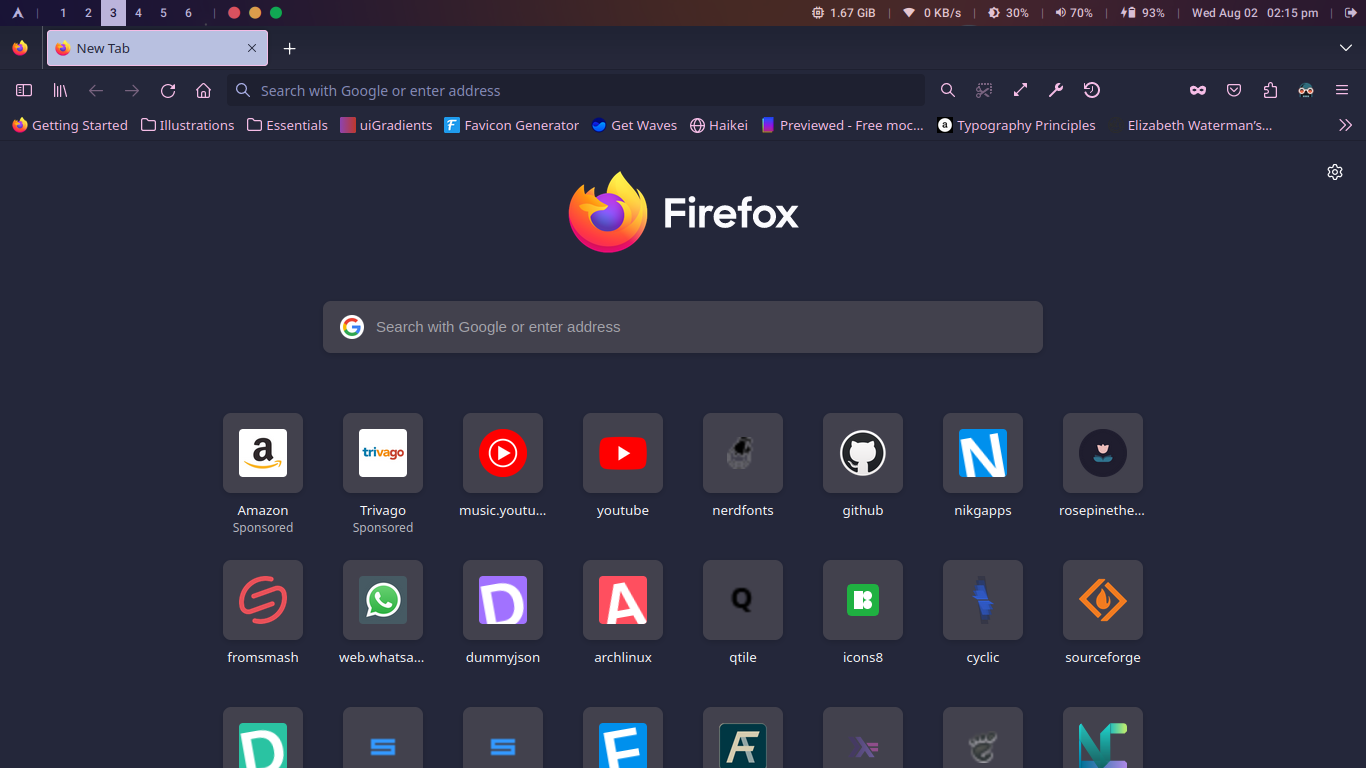 1 2 3 4 5 6 1.67 GiB 0 KB/s 30% 70% 93% Wed Aug 02 02:15 pm
New Tab
Search with Google or enter address
Getting Started Illustrations Essentials uiGradients Favicon Generator Get Waves Haikei Previewed - Free moc... Typography Principles Elizabeth Waterman's...
Firefox
Search with Google or enter address
trivago
Amazon Trivago music.youtu... youtube nerdfonts github nikgapps rosepinethe...
Sponsored Sponsored
fromsmash web.whatsa... dummyjson archlinux qtile icons8 cyclic sourceforge